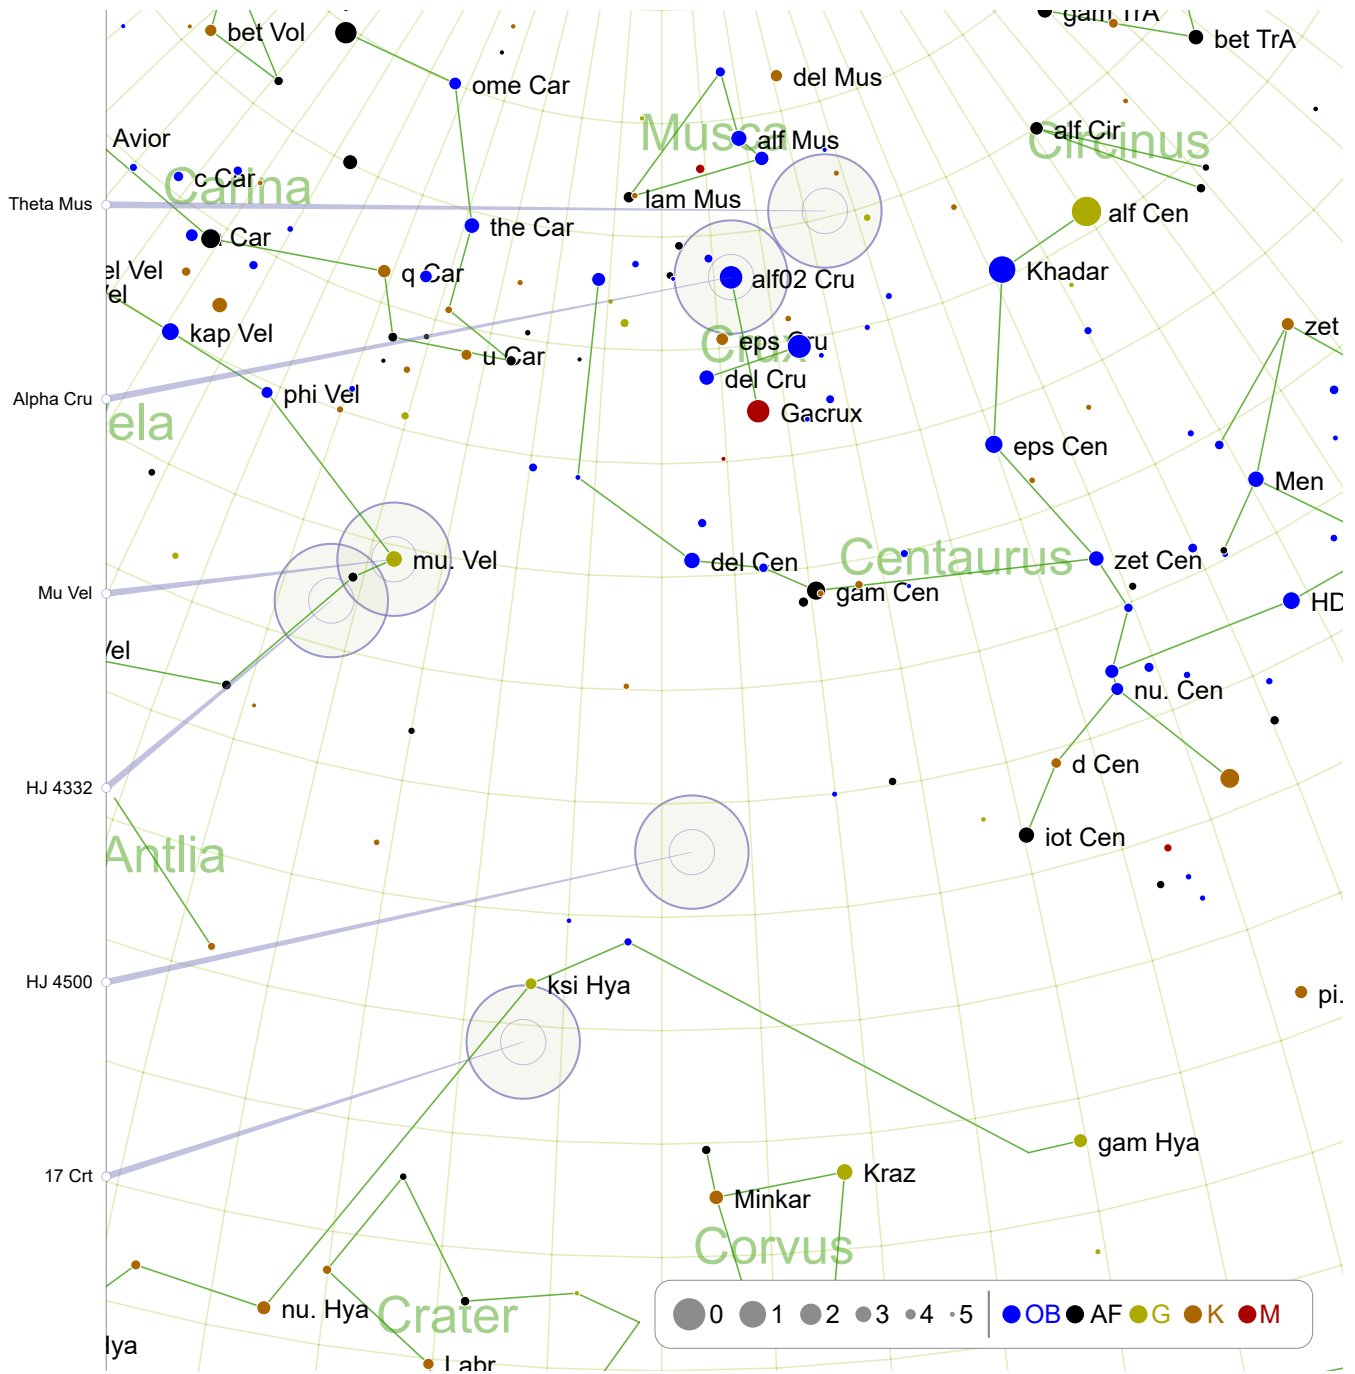 gam TrA
bet Vol
bet TrA
del Mus
ome Car
Musca
alf Mus
alf Cir
Circinus
Avior
c Car
Carina
lam Mus
Theta Mus
alf Cen
the Car
Car
el Vel
q Car
Khadar
alf02 Cru
el
kap Vel
zet
Crux
eps Cru
u Car
del Cru
phi Vel
Alpha Cru
Gacrux
ela
eps Cen
Men
mu. Vel
del Cen
Centaurus
zet Cen
Mu Vel
gam Cen
HD
Vel
nu. Cen
d Cen
HJ 4332
iot Cen
Antlia
HJ 4500
ksi Hya
pi.
gam Hya
17 Crt
Kraz
Minkar
Corvus
nu. Hya
Crater
0 1 2 3 4 5 OB AF G K M
lya
Labr